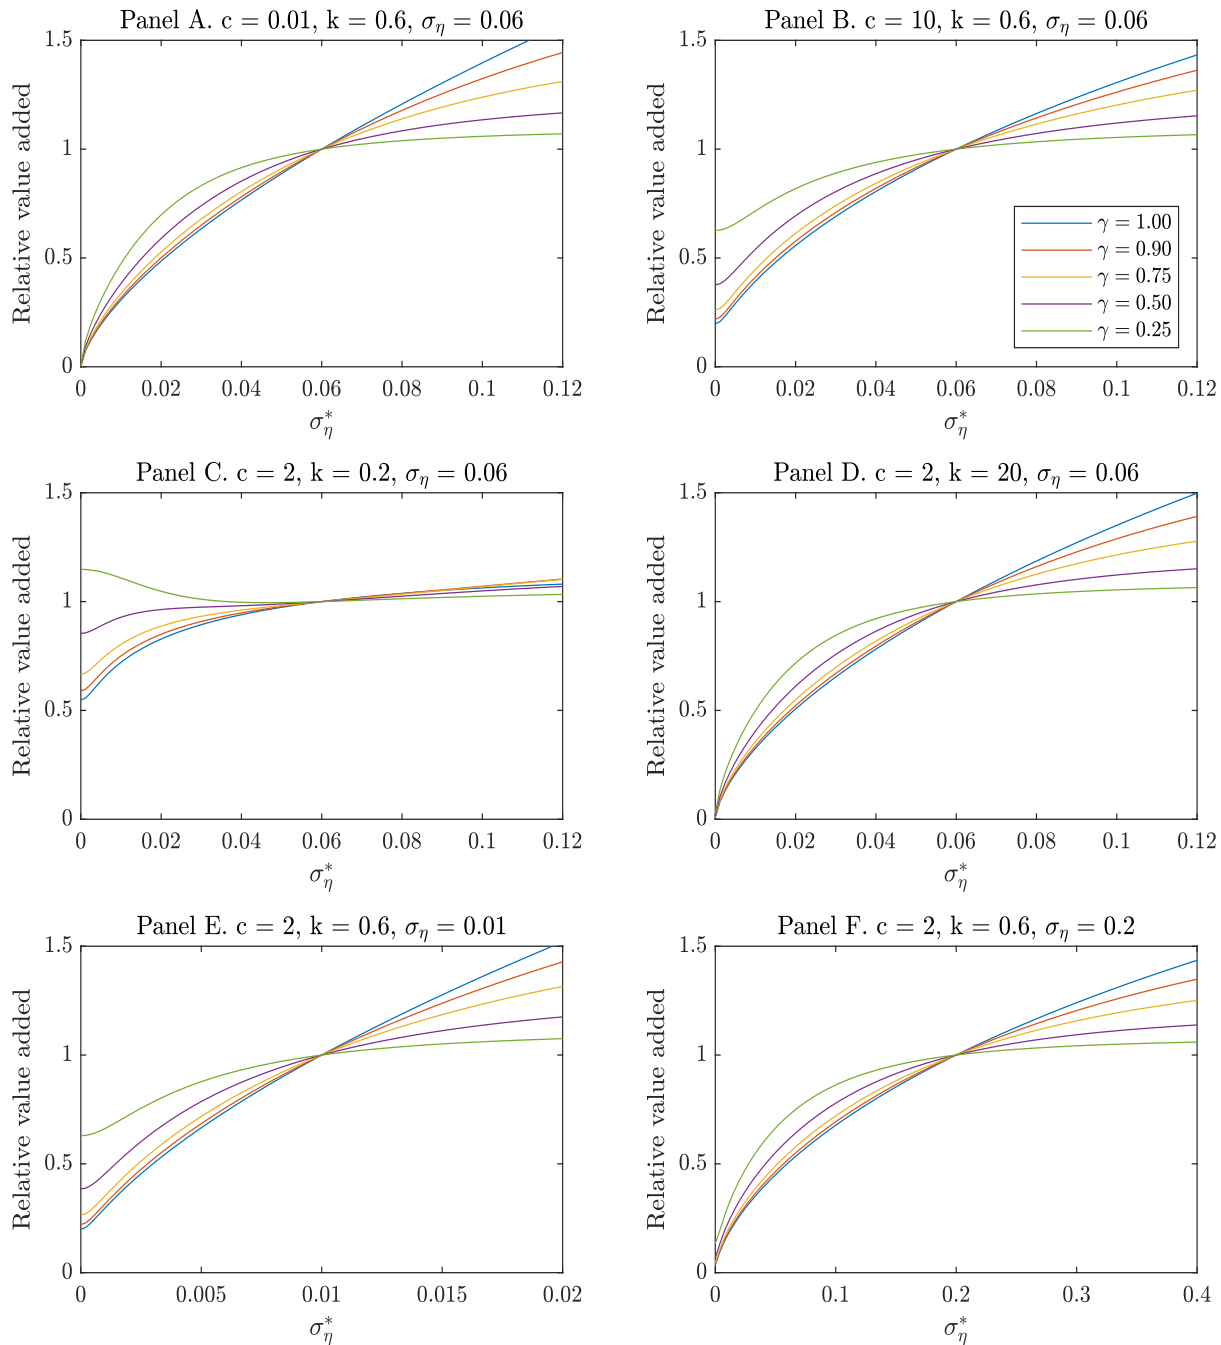 Panel A. c = 0.01, k = 0.6, σ_η = 0.06
Relative value added
1.5
1
0.5
0
0 0.02 0.04 0.06 0.08 0.1 0.12
σ*_η
Panel B. c = 10, k = 0.6, σ_η = 0.06
Relative value added
1.5
1
0.5
0
γ = 1.00
γ = 0.90
γ = 0.75
γ = 0.50
γ = 0.25
0 0.02 0.04 0.06 0.08 0.1 0.12
σ*_η
Panel C. c = 2, k = 0.2, σ_η = 0.06
Relative value added
1.5
1
0.5
0
0 0.02 0.04 0.06 0.08 0.1 0.12
σ*_η
Panel D. c = 2, k = 20, σ_η = 0.06
Relative value added
1.5
1
0.5
0
0 0.02 0.04 0.06 0.08 0.1 0.12
σ*_η
Panel E. c = 2, k = 0.6, σ_η = 0.01
Relative value added
1.5
1
0.5
0
0 0.005 0.01 0.015 0.02
σ*_η
Panel F. c = 2, k = 0.6, σ_η = 0.2
Relative value added
1.5
1
0.5
0
0 0.1 0.2 0.3 0.4
σ*_η